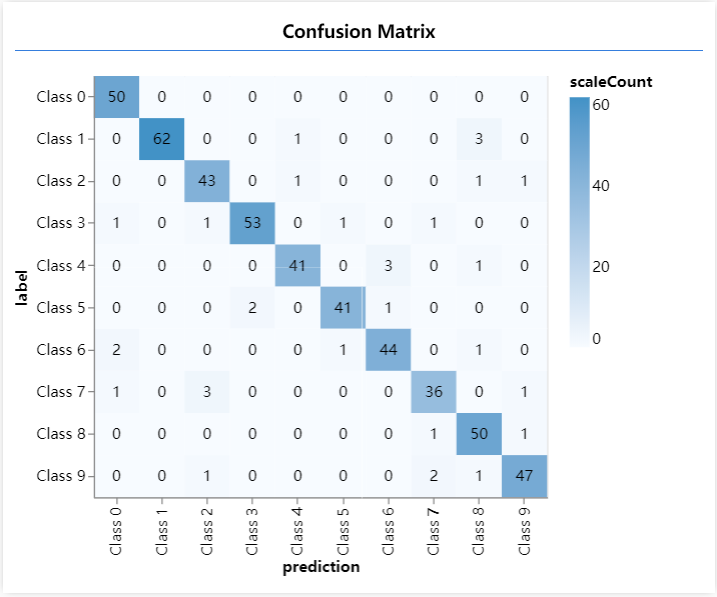 Confusion Matrix
scaleCount
60
40
20
0
label
Class 0 50 0 0 0 0 0 0 0 0 0
Class 1 0 62 0 0 1 0 0 0 3 0
Class 2 0 0 43 0 1 0 0 0 1 1
Class 3 1 0 1 53 0 1 0 1 0 0
Class 4 0 0 0 0 41 0 3 0 1 0
Class 5 0 0 0 2 0 41 1 0 0 0
Class 6 2 0 0 0 0 1 44 0 1 0
Class 7 1 0 3 0 0 0 0 36 0 1
Class 8 0 0 0 0 0 0 0 1 50 1
Class 9 0 0 1 0 0 0 0 2 1 47
Class 0 Class 1 Class 2 Class 3 Class 4 Class 5 Class 6 Class 7 Class 8 Class 9
prediction